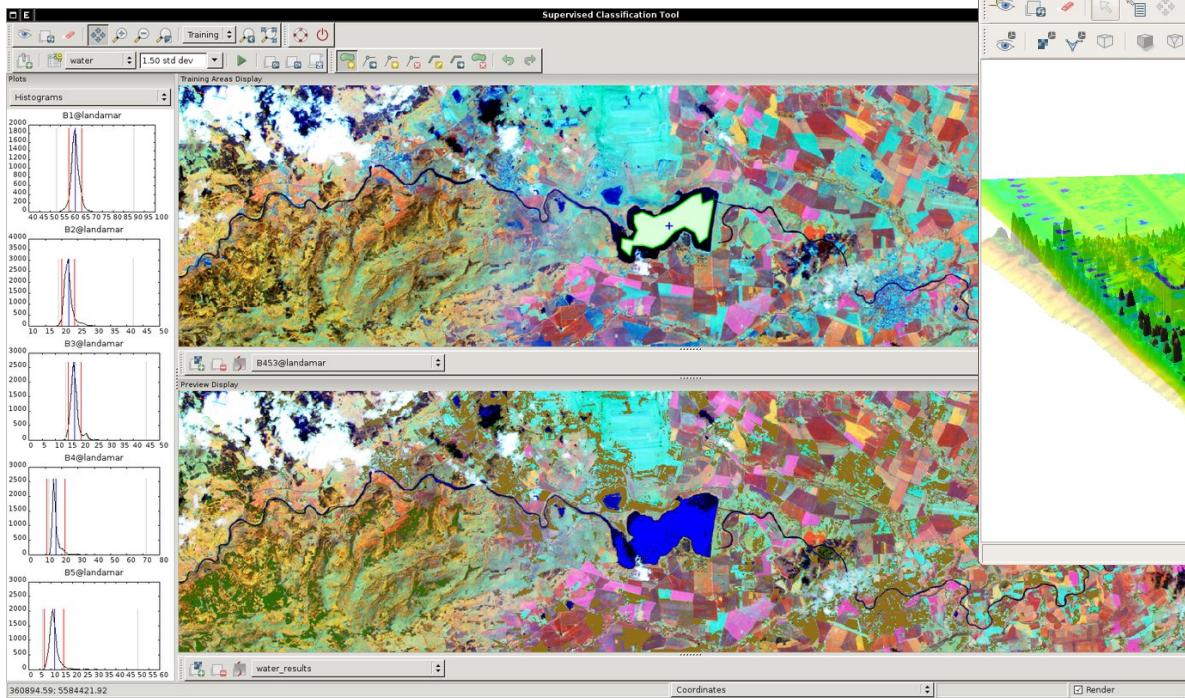 Supervised Classification Tool
Training
water
1.50 std dev
Plots
Histograms
B1@landamar
2000
1800
1600
1400
1200
1000
800
600
400
200
0
40 45 50 55 60 65 70 75 80 85 90 95 100
B2@landamar
4000
3500
3000
2500
2000
1500
1000
500
0
10 15 20 25 30 35 40 45 50
B3@landamar
3000
2500
2000
1500
1000
500
0
0 5 10 15 20 25 30 35 40 45 50
B4@landamar
3000
2500
2000
1500
1000
500
0
0 10 20 30 40 50 60 70 80
B5@landamar
3000
2500
2000
1500
1000
500
0
0 5 10 15 20 25 30 35 40 45 50 55 60
Training Areas Display
B453@landamar
Preview Display
water_results
360894.59; 5584421.92
Coordinates
Render